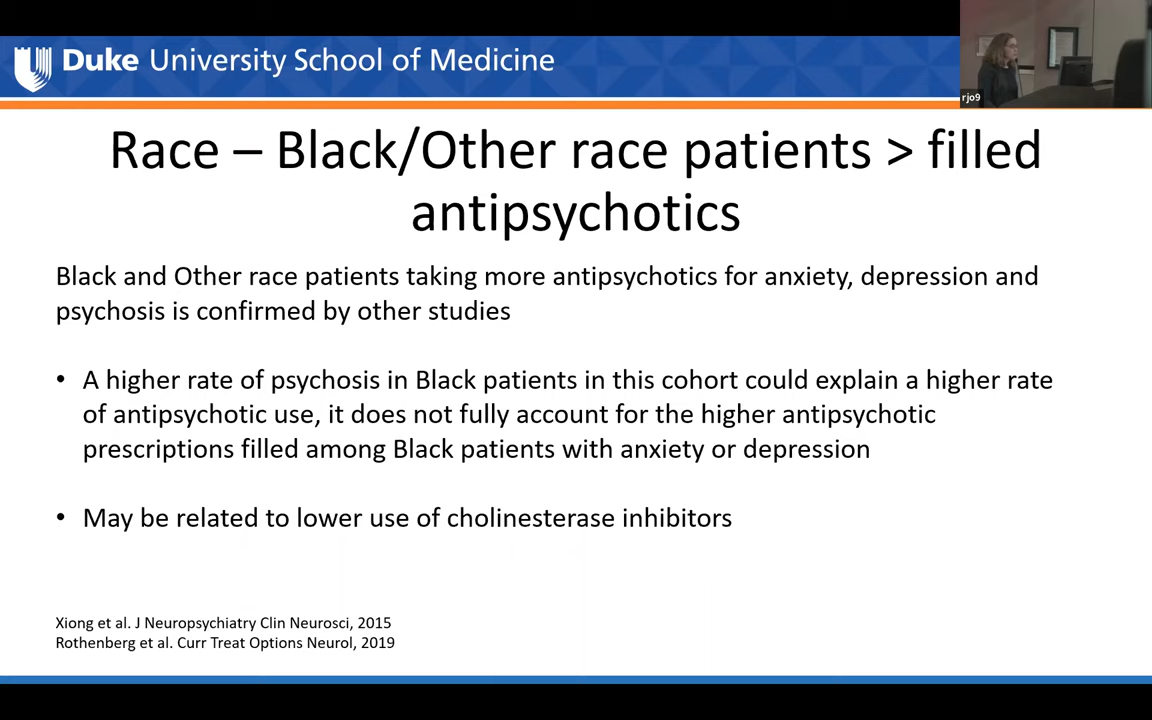 Duke University School of Medicine
rjo9
Race – Black/Other race patients > filled
antipsychotics
Black and Other race patients taking more antipsychotics for anxiety, depression and
psychosis is confirmed by other studies
• A higher rate of psychosis in Black patients in this cohort could explain a higher rate
of antipsychotic use, it does not fully account for the higher antipsychotic
prescriptions filled among Black patients with anxiety or depression
• May be related to lower use of cholinesterase inhibitors
Xiong et al. J Neuropsychiatry Clin Neurosci, 2015
Rothenberg et al. Curr Treat Options Neurol, 2019